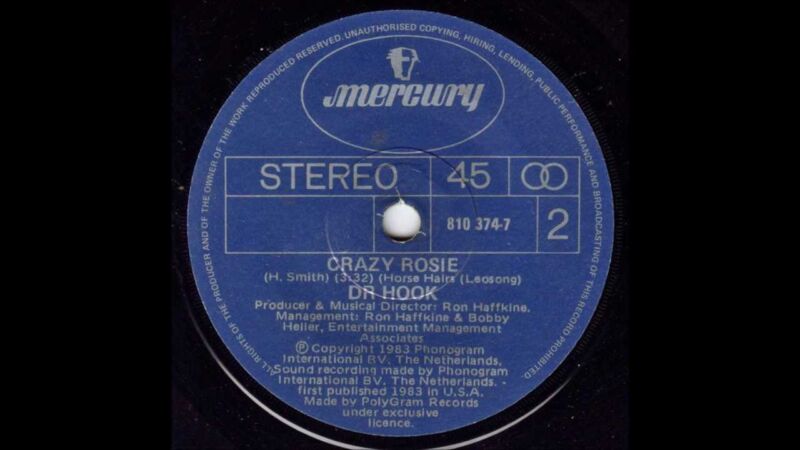 ALL RIGHTS OF THE PRODUCER AND OF THE OWNER OF THE WORK REPRODUCED RESERVED. UNAUTHORISED COPYING, HIRING, LENDING, PUBLIC PERFORMANCE AND BROADCASTING OF THIS RECORD PROHIBITED.
mercury
STEREO 45
810 374-7 2
CRAZY ROSIE
(H. Smith) (3:32) (Horse Hairs (Leosong)
DR HOOK
Producer & Musical Director: Ron Haffkine.
Management: Ron Haffkine & Bobby
Heller, Entertainment Management
Associates
Ⓟ Copyright 1983 Phonogram
International BV. The Netherlands.
Sound recording made by Phonogram
International BV. The Netherlands. -
first published 1983 in U.S.A.
Made by PolyGram Records
under exclusive
licence.